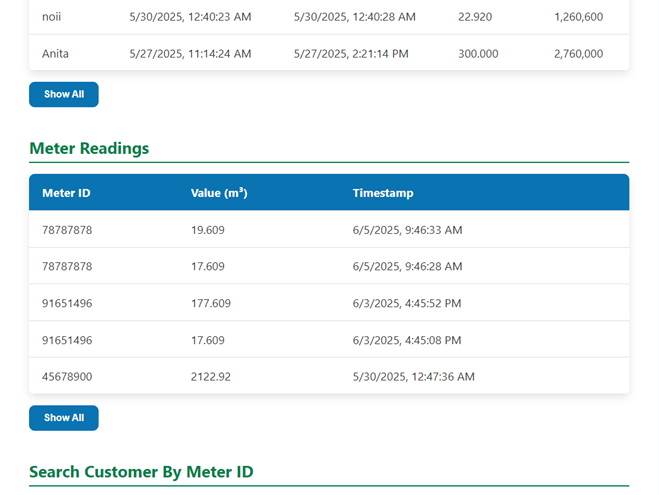 noii 5/30/2025, 12:40:23 AM 5/30/2025, 12:40:28 AM 22.920 1,260,600
Anita 5/27/2025, 11:14:24 AM 5/27/2025, 2:21:14 PM 300.000 2,760,000
Show All
Meter Readings
Meter ID Value (m³) Timestamp
78787878 19.609 6/5/2025, 9:46:33 AM
78787878 17.609 6/5/2025, 9:46:28 AM
91651496 177.609 6/3/2025, 4:45:52 PM
91651496 17.609 6/3/2025, 4:45:08 PM
45678900 2122.92 5/30/2025, 12:47:36 AM
Show All
Search Customer By Meter ID